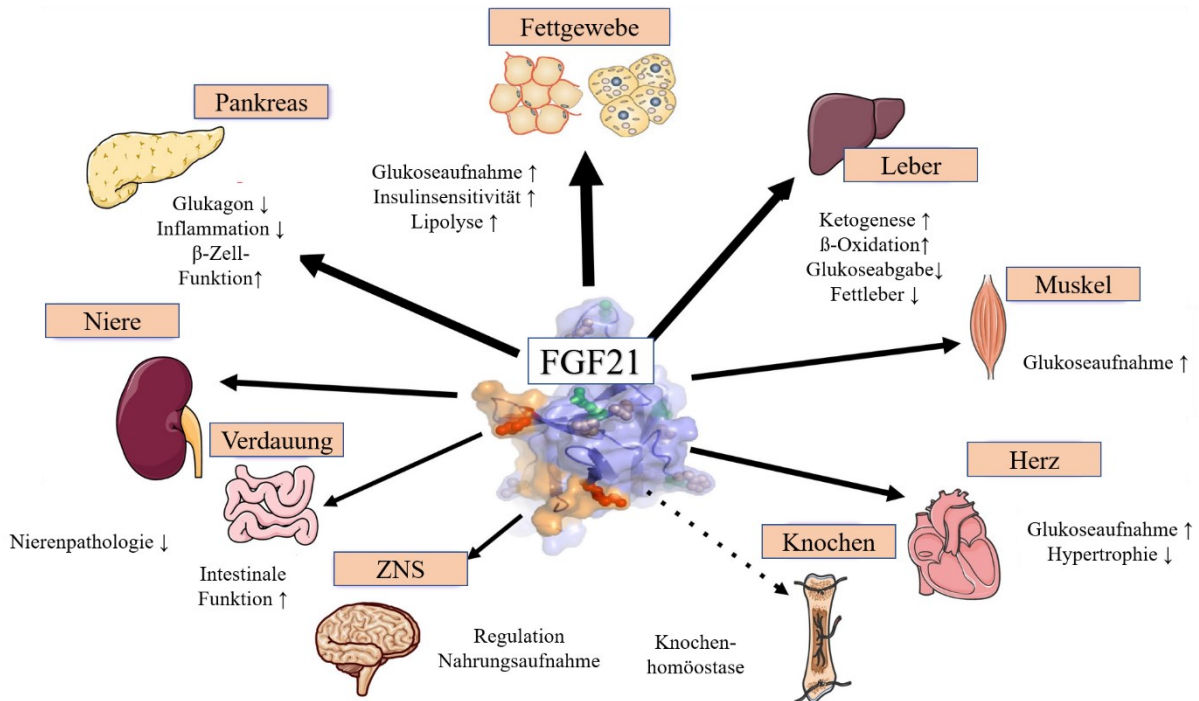 Fettgewebe
Glukoseaufnahme ↑
Insulinsensitivität ↑
Lipolyse ↑
Pankreas
Glukagon ↓
Inflammation ↓
β-Zell-
Funktion↑
Leber
Ketogenese ↑
ß-Oxidation↑
Glukoseabgabe↓
Fettleber ↓
Muskel
Glukoseaufnahme ↑
FGF21
Niere
Nierenpathologie ↓
Verdauung
Intestinale
Funktion ↑
Herz
Glukoseaufnahme ↑
Hypertrophie ↓
ZNS
Regulation
Nahrungsaufnahme
Knochen
Knochen-
homöostase